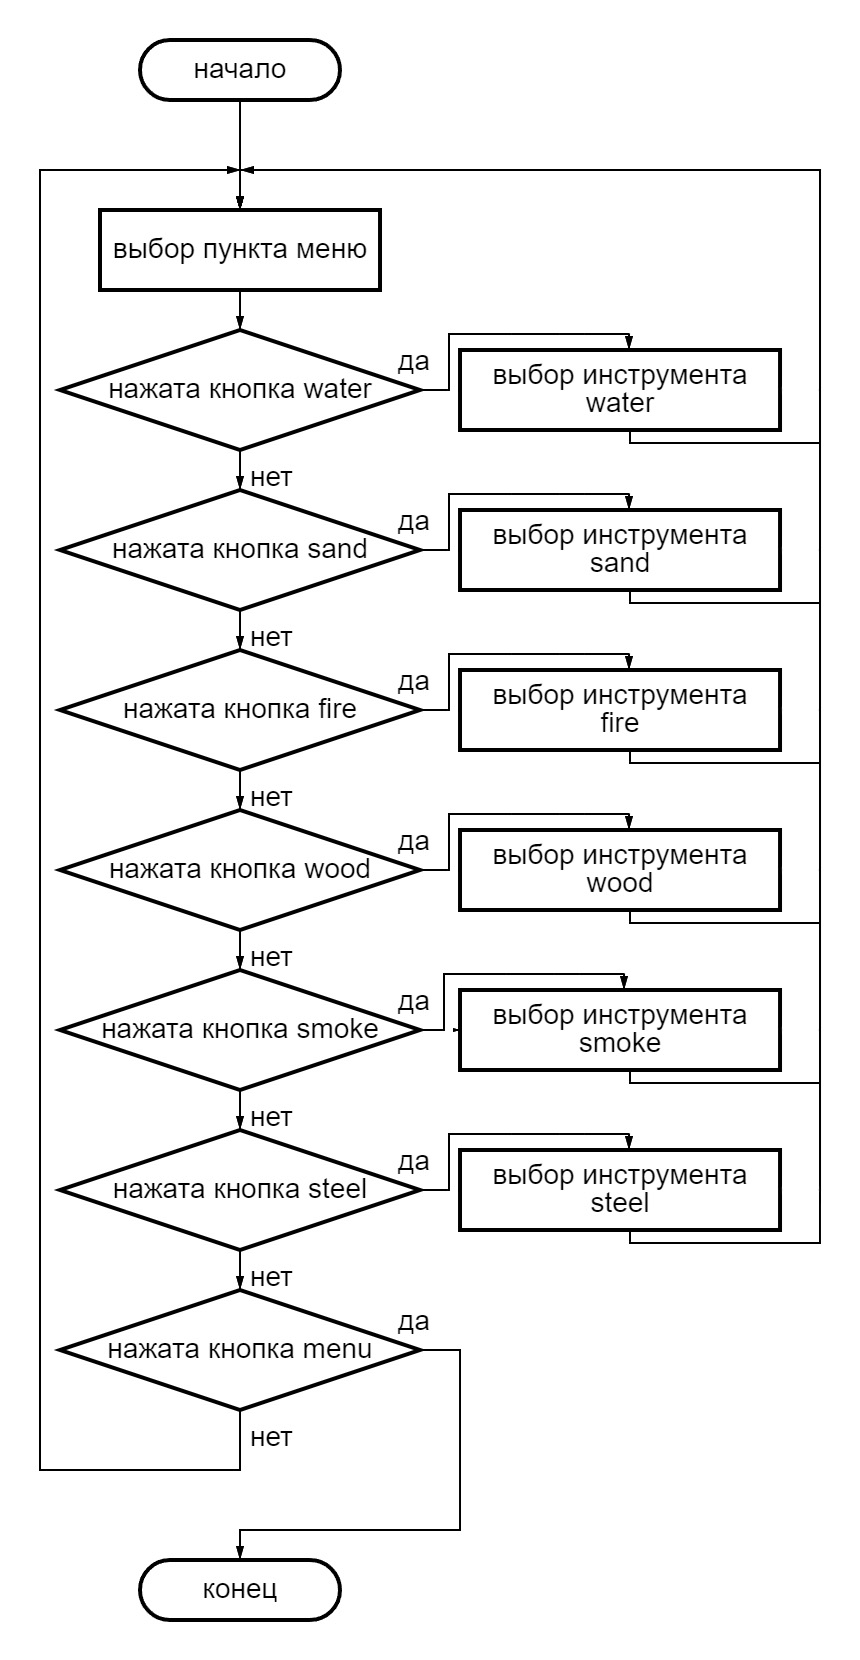 начало
выбор пункта меню
нажата кнопка water
да
выбор инструмента
water
нет
нажата кнопка sand
да
выбор инструмента
sand
нет
нажата кнопка fire
да
выбор инструмента
fire
нет
нажата кнопка wood
да
выбор инструмента
wood
нет
нажата кнопка smoke
да
выбор инструмента
smoke
нет
нажата кнопка steel
да
выбор инструмента
steel
нет
нажата кнопка menu
да
нет
конец